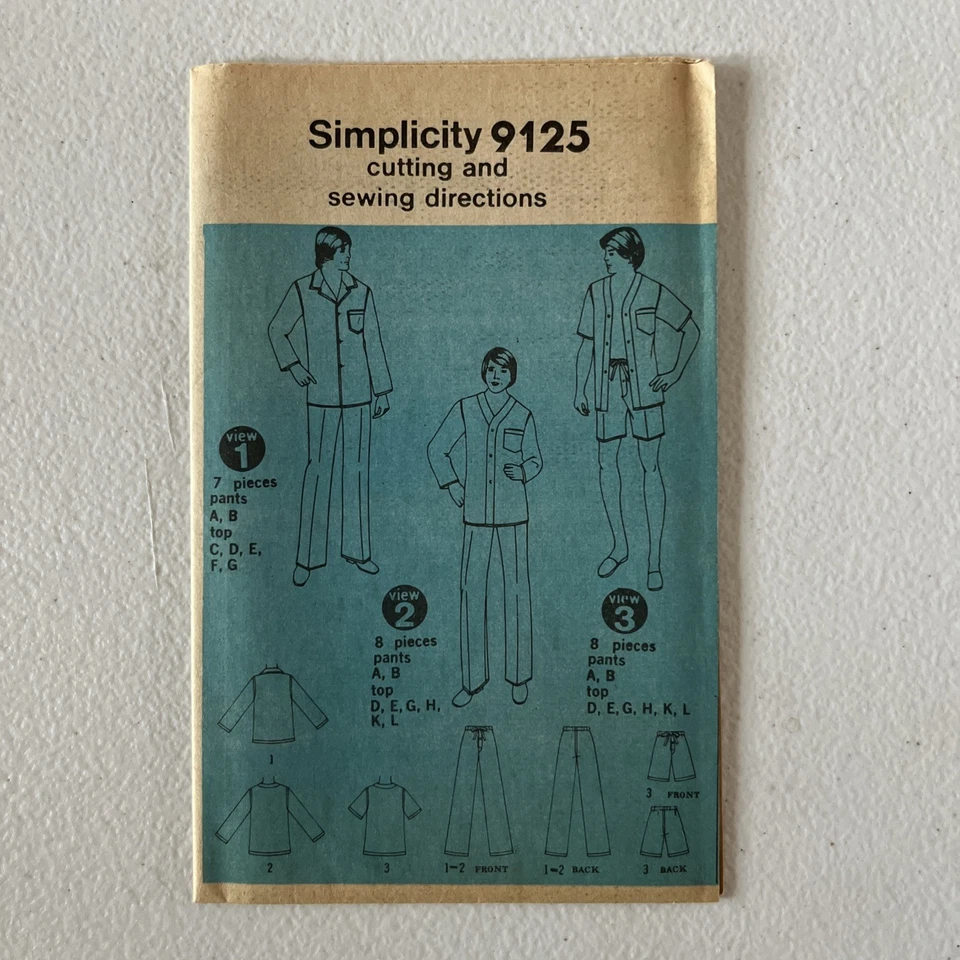 Simplicity 9125
cutting and
sewing directions
view
1
7 pieces
pants
A, B
top
C, D, E,
F, G
view
2
8 pieces
pants
A, B
top
D, E, G, H,
K, L
view
3
8 pieces
pants
A, B
top
D, E, G, H, K, L
1
3 FRONT
2
3
1-2 FRONT
1-2 BACK
3 BACK